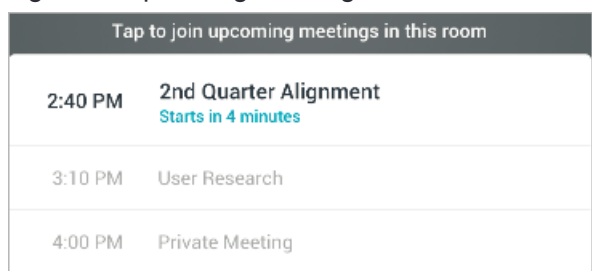 Tap to join upcoming meetings in this room
2:40 PM 2nd Quarter Alignment
Starts in 4 minutes
3:10 PM User Research
4:00 PM Private Meeting